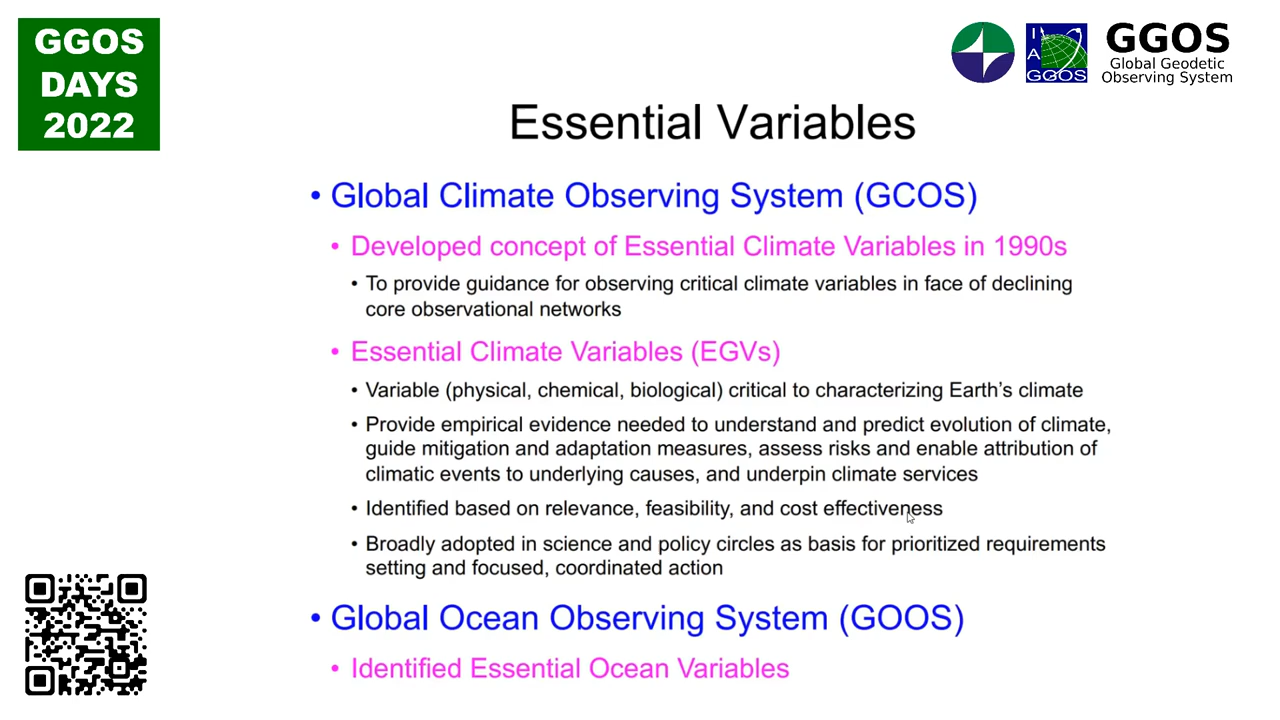 GGOS
DAYS
2022
I
A
GGOS
GGOS
Global Geodetic
Observing System
Essential Variables
• Global Climate Observing System (GCOS)
• Developed concept of Essential Climate Variables in 1990s
• To provide guidance for observing critical climate variables in face of declining
core observational networks
• Essential Climate Variables (EGVs)
• Variable (physical, chemical, biological) critical to characterizing Earth's climate
• Provide empirical evidence needed to understand and predict evolution of climate,
guide mitigation and adaptation measures, assess risks and enable attribution of
climatic events to underlying causes, and underpin climate services
• Identified based on relevance, feasibility, and cost effectiveness
• Broadly adopted in science and policy circles as basis for prioritized requirements
setting and focused, coordinated action
• Global Ocean Observing System (GOOS)
• Identified Essential Ocean Variables